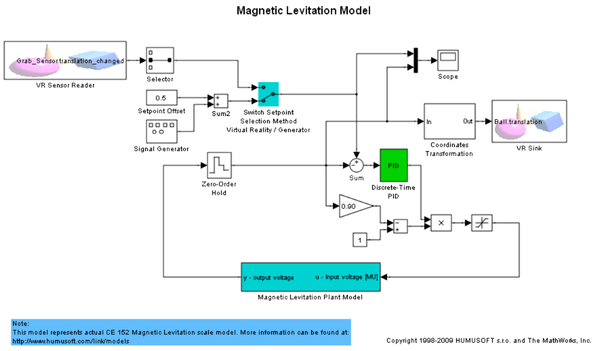 Magnetic Levitation Model
Grab_Sensor.translation_changed
VR Sensor Reader
Selector
0.5
Setpoint Offset
Signal Generator
+
+
Sum2
Switch Setpoint
Selection Method
Virtual Reality / Generator
Scope
In
Out
Coordinates
Transformation
Ball.translation
VR Sink
Zero-Order
Hold
Sum
PID
Discrete-Time
PID
0.90
1
−
+
×
y - output voltage
u - Input voltage [MU]
Magnetic Levitation Plant Model
Note:
This model represents actual CE 152 Magnetic Levitation scale model. More information can be found at:
http://www.humusoft.com/link/models
Copyright 1998-2009 HUMUSOFT s.r.o. and The MathWorks, Inc.